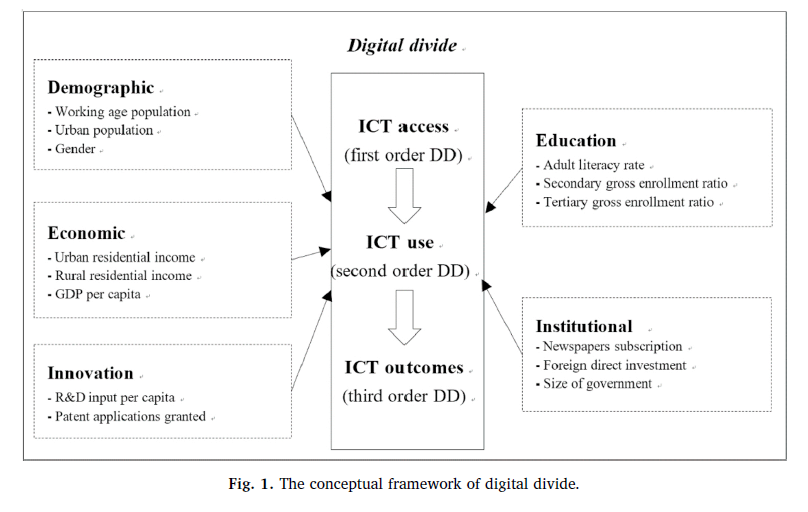 Digital divide
Demographic
- Working age population
- Urban population
- Gender
Economic
- Urban residential income
- Rural residential income
- GDP per capita
Innovation
- R&D input per capita
- Patent applications granted
ICT access
(first order DD)
ICT use
(second order DD)
ICT outcomes
(third order DD)
Education
- Adult literacy rate
- Secondary gross enrollment ratio
- Tertiary gross enrollment ratio
Institutional
- Newspapers subscription
- Foreign direct investment
- Size of government
Fig. 1. The conceptual framework of digital divide.